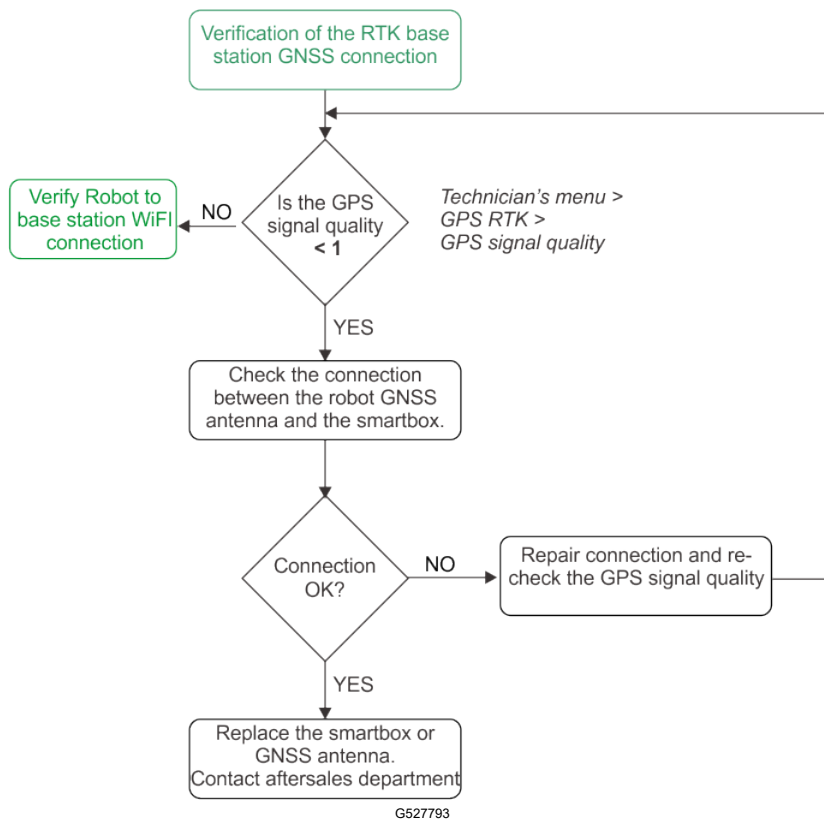 Verification of the RTK base
station GNSS connection
Verify Robot to
base station WiFI
connection
NO
Is the GPS
signal quality
< 1
Technician's menu >
GPS RTK >
GPS signal quality
YES
Check the connection
between the robot GNSS
antenna and the smartbox.
Connection
OK?
NO
Repair connection and re-
check the GPS signal quality
YES
Replace the smartbox or
GNSS antenna.
Contact aftersales department
G527793